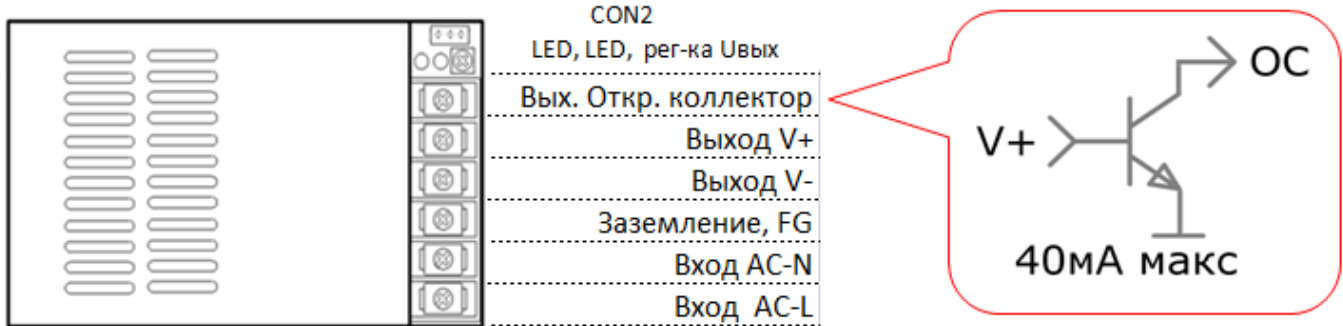 CON2
LED, LED, рег-ка Uвых
Вых. Откр. коллектор
Выход V+
Выход V-
Заземление, FG
Вход AC-N
Вход AC-L
OC
V+
40мА макс